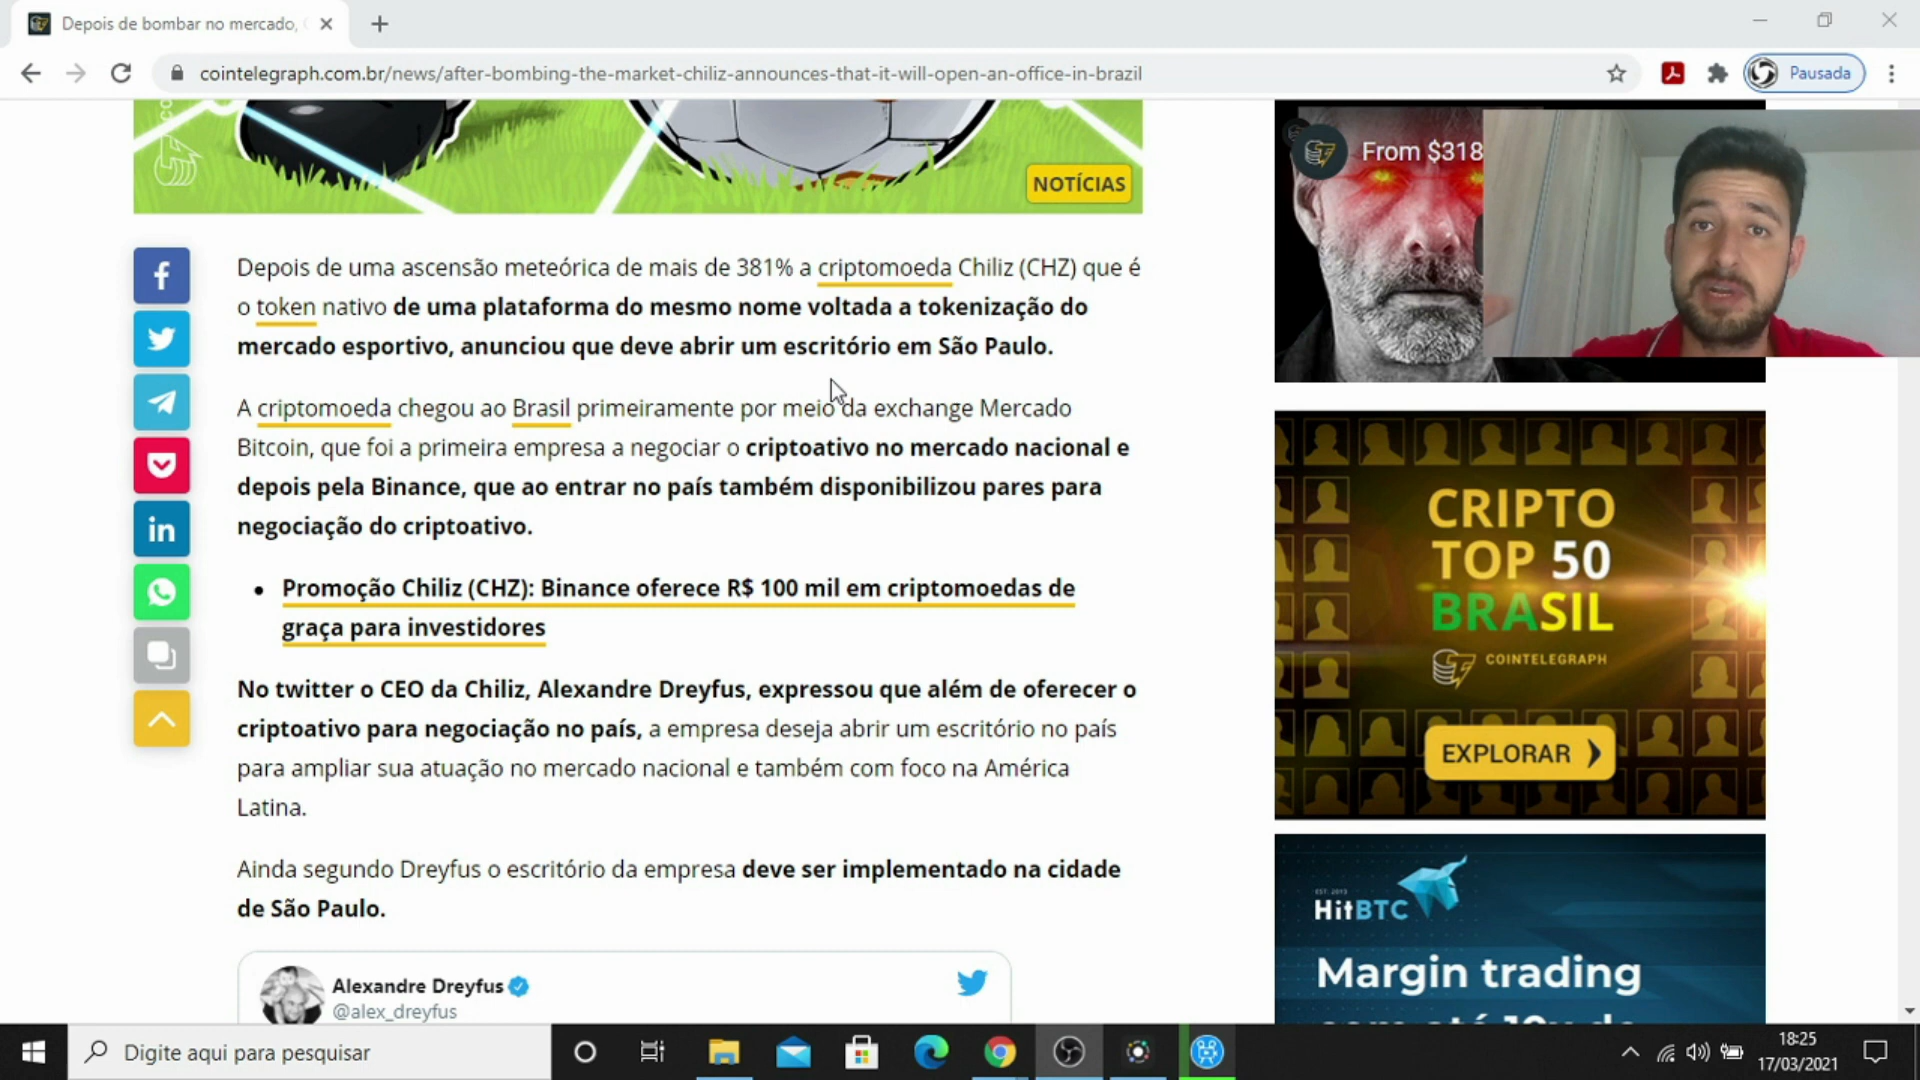 Depois de bombar no mercado,
cointelegraph.com.br/news/after-bombing-the-market-chiliz-announces-that-it-will-open-an-office-in-brazil
Pausada
NOTÍCIAS
From $318
Depois de uma ascensão meteórica de mais de 381% a criptomoeda Chiliz (CHZ) que é
o token nativo de uma plataforma do mesmo nome voltada a tokenização do
mercado esportivo, anunciou que deve abrir um escritório em São Paulo.
A criptomoeda chegou ao Brasil primeiramente por meio da exchange Mercado
Bitcoin, que foi a primeira empresa a negociar o criptoativo no mercado nacional e
depois pela Binance, que ao entrar no país também disponibilizou pares para
negociação do criptoativo.
• Promoção Chiliz (CHZ): Binance oferece R$ 100 mil em criptomoedas de
graça para investidores
No twitter o CEO da Chiliz, Alexandre Dreyfus, expressou que além de oferecer o
criptoativo para negociação no país, a empresa deseja abrir um escritório no país
para ampliar sua atuação no mercado nacional e também com foco na América
Latina.
Ainda segundo Dreyfus o escritório da empresa deve ser implementado na cidade
de São Paulo.
Alexandre Dreyfus
@alex_dreyfus
CRIPTO
TOP 50
BRASIL
COINTELEGRAPH
EXPLORAR
EST. 2013
HitBTC
Margin trading
Digite aqui para pesquisar
18:25
17/03/2021